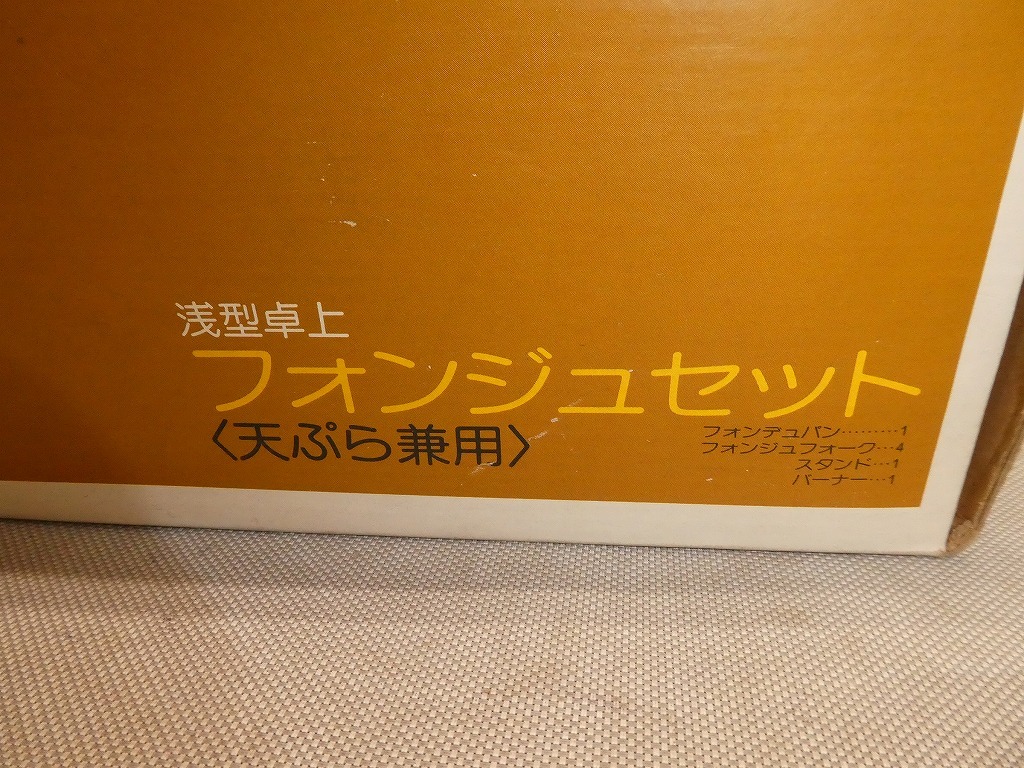 浅型卓上
フォンジュセット
〈天ぷら兼用〉
フォンデュパン………1
フォンジュフォーク…4
スタンド…1
バーナー…1